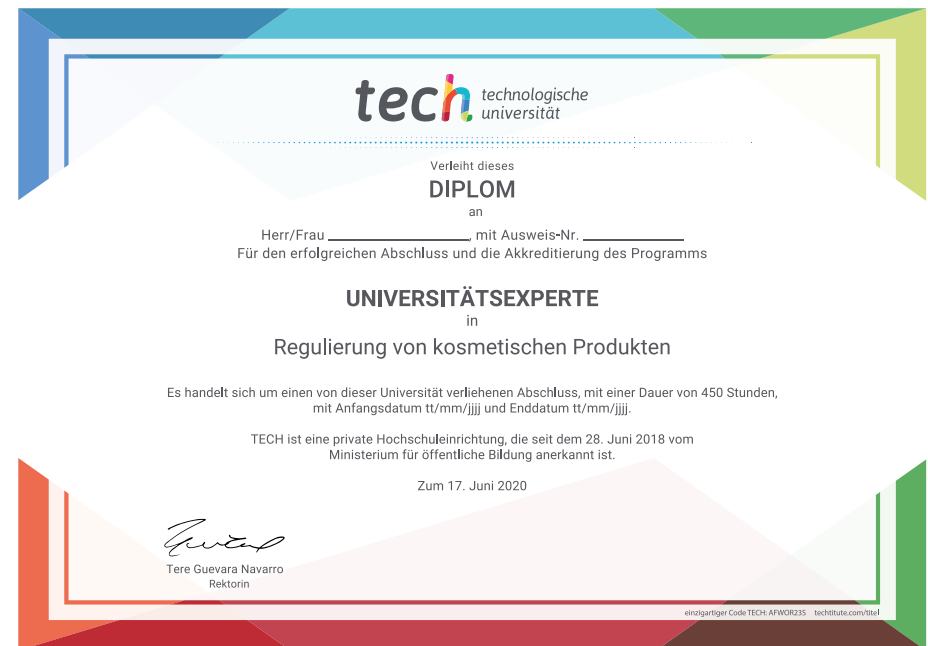 tech technologische
universität
Verleiht dieses
DIPLOM
an
Herr/Frau ____________, mit Ausweis-Nr. ____________
Für den erfolgreichen Abschluss und die Akkreditierung des Programms
UNIVERSITÄTSEXPERTE
in
Regulierung von kosmetischen Produkten
Es handelt sich um einen von dieser Universität verliehenen Abschluss, mit einer Dauer von 450 Stunden,
mit Anfangsdatum tt/mm/jjjj und Enddatum tt/mm/jjjj.
TECH ist eine private Hochschuleinrichtung, die seit dem 28. Juni 2018 vom
Ministerium für öffentliche Bildung anerkannt ist.
Zum 17. Juni 2020
Tere Guevara Navarro
Rektorin
einzigartiger Code TECH: AFWOR23S techtitute.com/titel